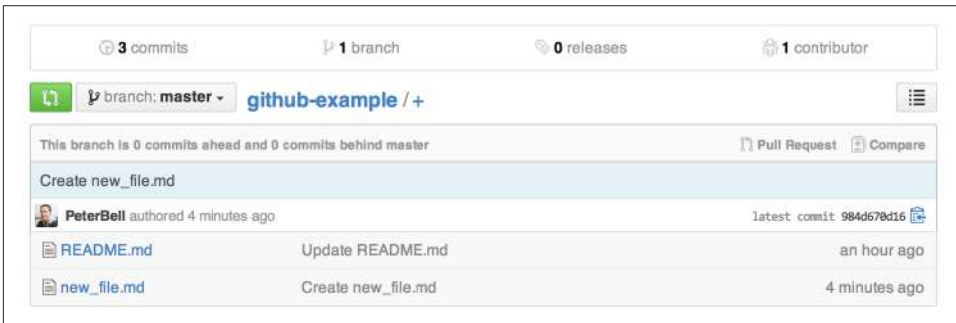 3 commits 1 branch 0 releases 1 contributor
branch: master github-example / +
This branch is 0 commits ahead and 0 commits behind master Pull Request Compare
Create new_file.md
PeterBell authored 4 minutes ago latest commit 984d670d16
README.md Update README.md an hour ago
new_file.md Create new_file.md 4 minutes ago